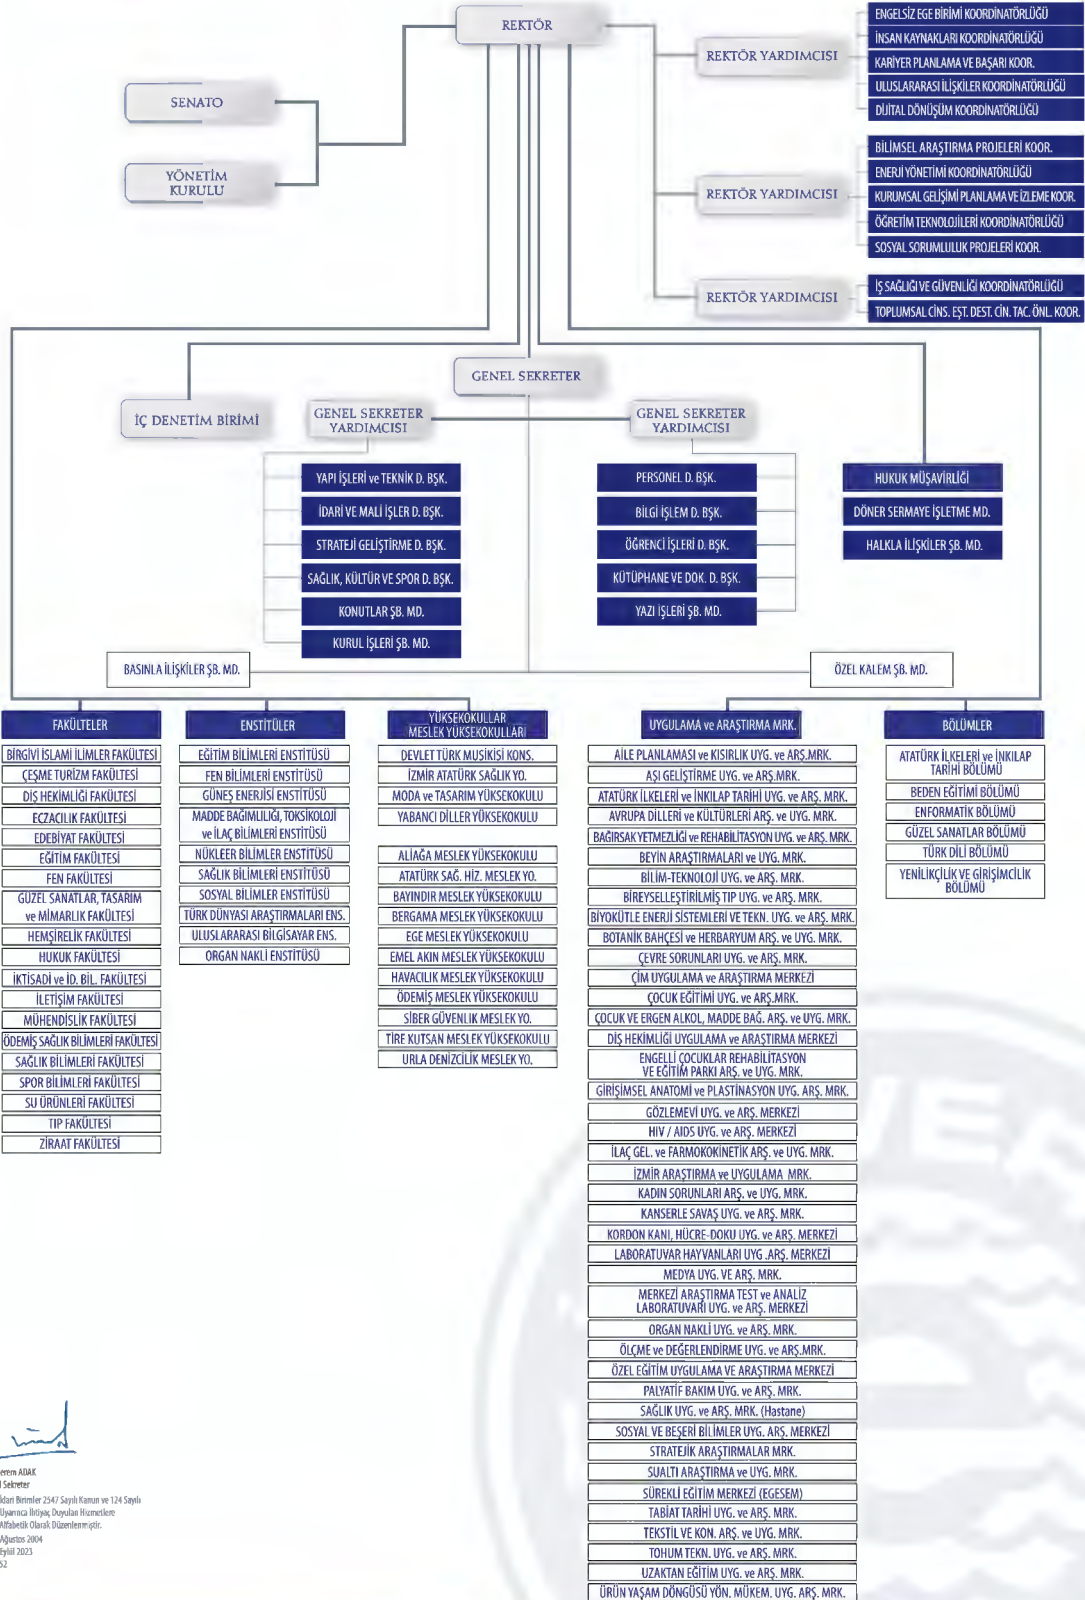 REKTÖR
SENATO
YÖNETİM
KURULU
REKTÖR YARDIMCISI
ENGELSİZ EGE BİRİMİ KOORDİNATÖRLÜĞÜ
İNSAN KAYNAKLARI KOORDİNATÖRLÜĞÜ
KARİYER PLANLAMA VE BAŞARI KOOR.
ULUSLARARASI İLİŞKİLER KOORDİNATÖRLÜĞÜ
DİJİTAL DÖNÜŞÜM KOORDİNATÖRLÜĞÜ
REKTÖR YARDIMCISI
BİLİMSEL ARAŞTIRMA PROJELERİ KOOR.
ENERJİ YÖNETİMİ KOORDİNATÖRLÜĞÜ
KURUMSAL GELİŞİMİ PLANLAMA VE İZLEME KOOR.
ÖĞRETİM TEKNOLOJİLERİ KOORDİNATÖRLÜĞÜ
SOSYAL SORUMLULUK PROJELERİ KOOR.
REKTÖR YARDIMCISI
İŞ SAĞLIĞI VE GÜVENLİĞİ KOORDİNATÖRLÜĞÜ
TOPLUMSAL CİNS. EŞT. DEST. CİN. TAC. ÖNL. KOOR.
GENEL SEKRETER
İÇ DENETİM BİRİMİ
GENEL SEKRETER
YARDIMCISI
YAPI İŞLERİ ve TEKNİK D. BŞK.
İDARİ VE MALİ İŞLER D. BŞK.
STRATEJİ GELİŞTİRME D. BŞK.
SAĞLIK, KÜLTÜR VE SPOR D. BŞK.
KONUTLAR ŞB. MD.
KURUL İŞLERİ ŞB. MD.
GENEL SEKRETER
YARDIMCISI
PERSONEL D. BŞK.
BİLGİ İŞLEM D. BŞK.
ÖĞRENCİ İŞLERİ D. BŞK.
KÜTÜPHANE VE DOK. D. BŞK.
YAZI İŞLERİ ŞB. MD.
HUKUK MÜŞAVİRLİĞİ
DÖNER SERMAYE İŞLETME MD.
HALKLA İLİŞKİLER ŞB. MD.
BASINLA İLİŞKİLER ŞB. MD.
ÖZEL KALEM ŞB. MD.
FAKÜLTELER
BİRGİVİ İSLAMİ İLİMLER FAKÜLTESİ
ÇEŞME TURİZM FAKÜLTESİ
DİŞ HEKİMLİĞİ FAKÜLTESİ
ECZACILIK FAKÜLTESİ
EDEBİYAT FAKÜLTESİ
EĞİTİM FAKÜLTESİ
FEN FAKÜLTESİ
GÜZEL SANATLAR, TASARIM
ve MİMARLIK FAKÜLTESİ
HEMŞİRELİK FAKÜLTESİ
HUKUK FAKÜLTESİ
İKTİSADİ ve İD. BİL. FAKÜLTESİ
İLETİŞİM FAKÜLTESİ
MÜHENDİSLİK FAKÜLTESİ
ÖDEMİŞ SAĞLIK BİLİMLERİ FAKÜLTESİ
SAĞLIK BİLİMLERİ FAKÜLTESİ
SPOR BİLİMLERİ FAKÜLTESİ
SU ÜRÜNLERİ FAKÜLTESİ
TIP FAKÜLTESİ
ZİRAAT FAKÜLTESİ
ENSTİTÜLER
EĞİTİM BİLİMLERİ ENSTİTÜSÜ
FEN BİLİMLERİ ENSTİTÜSÜ
GÜNEŞ ENERJİSİ ENSTİTÜSÜ
MADDE BAĞIMLILIĞI, TOKSİKOLOJİ
ve İLAÇ BİLİMLERİ ENSTİTÜSÜ
NÜKLEER BİLİMLER ENSTİTÜSÜ
SAĞLIK BİLİMLERİ ENSTİTÜSÜ
SOSYAL BİLİMLER ENSTİTÜSÜ
TÜRK DÜNYASI ARAŞTIRMALARI ENS.
ULUSLARARASI BİLGİSAYAR ENS.
ORGAN NAKLİ ENSTİTÜSÜ
YÜKSEKOKULLAR
MESLEK YÜKSEKOKULLARI
DEVLET TÜRK MUSİKİSİ KONS.
İZMİR ATATÜRK SAĞLIK YO.
MODA ve TASARIM YÜKSEKOKULU
YABANCI DİLLER YÜKSEKOKULU
ALİAĞA MESLEK YÜKSEKOKULU
ATATÜRK SAĞ. HİZ. MESLEK YO.
BAYINDIR MESLEK YÜKSEKOKULU
BERGAMA MESLEK YÜKSEKOKULU
EGE MESLEK YÜKSEKOKULU
EMEL AKIN MESLEK YÜKSEKOKULU
HAVACILIK MESLEK YÜKSEKOKULU
ÖDEMİŞ MESLEK YÜKSEKOKULU
SİBER GÜVENLİK MESLEK YO.
TİRE KUTSAN MESLEK YÜKSEKOKULU
URLA DENİZCİLİK MESLEK YO.
UYGULAMA ve ARAŞTIRMA MRK.
AİLE PLANLAMASI ve KISIRLIK UYG. ve ARŞ.MRK.
AŞI GELİŞTİRME UYG. ve ARŞ.MRK.
ATATÜRK İLKELERİ ve İNKILAP TARİHİ UYG. ve ARŞ. MRK.
AVRUPA DİLLERİ ve KÜLTÜRLERİ ARŞ. ve UYG. MRK.
BAĞIRSAK YETMEZLİĞİ ve REHABİLİTASYON UYG. ve ARŞ. MRK.
BEYİN ARAŞTIRMALARI ve UYG. MRK.
BİLİM-TEKNOLOJİ UYG. ve ARŞ. MRK.
BİREYSELLEŞTİRİLMİŞ TIP UYG. ve ARŞ. MRK.
BİYOKÜTLE ENERJİ SİSTEMLERİ VE TEKN. UYG. ve ARŞ. MRK.
BOTANİK BAHÇESİ ve HERBARYUM ARŞ. ve UYG. MRK.
ÇEVRE SORUNLARI UYG. ve ARŞ. MRK.
ÇİM UYGULAMA ve ARAŞTIRMA MERKEZİ
ÇOCUK EĞİTİMİ UYG. ve ARŞ.MRK.
ÇOCUK VE ERGEN ALKOL, MADDE BAĞ. ARŞ. ve UYG. MRK.
DİŞ HEKİMLİĞİ UYGULAMA ve ARAŞTIRMA MERKEZİ
ENGELLİ ÇOCUKLAR REHABİLİTASYON
VE EĞİTİM PARKI ARŞ. ve UYG. MRK.
GİRİŞİMSEL ANATOMİ ve PLASTİNASYON UYG. ARŞ. MRK.
GÖZLEMEVİ UYG. ve ARŞ. MERKEZİ
HIV / AIDS UYG. ve ARŞ. MERKEZİ
İLAÇ GEL. ve FARMOKOKİNETİK ARŞ. ve UYG. MRK.
İZMİR ARAŞTIRMA ve UYGULAMA MRK.
KADIN SORUNLARI ARŞ. ve UYG. MRK.
KANSERLE SAVAŞ UYG. ve ARŞ. MRK.
KORDON KANI, HÜCRE-DOKU UYG. ve ARŞ. MERKEZİ
LABORATUVAR HAYVANLARI UYG .ARŞ. MERKEZİ
MEDYA UYG. VE ARŞ. MRK.
MERKEZİ ARAŞTIRMA TEST ve ANALİZ
LABORATUVARI UYG. ve ARŞ. MERKEZİ
ORGAN NAKLİ UYG. ve ARŞ. MRK.
ÖLÇME ve DEĞERLENDİRME UYG. ve ARŞ.MRK.
ÖZEL EĞİTİM UYGULAMA VE ARAŞTIRMA MERKEZİ
PALYATİF BAKIM UYG. ve ARŞ. MRK.
SAĞLIK UYG. ve ARŞ. MRK. (Hastane)
SOSYAL VE BEŞERİ BİLİMLER UYG. ARŞ. MERKEZİ
STRATEJİK ARAŞTIRMALAR MRK.
SUALTI ARAŞTIRMA ve UYG. MRK.
SÜREKLİ EĞİTİM MERKEZİ (EGESEM)
TABİAT TARİHİ UYG. ve ARŞ. MRK.
TEKSTİL VE KON. ARŞ. ve UYG. MRK.
TOHUM TEKN. UYG. ve ARŞ. MRK.
UZAKTAN EĞİTİM UYG. ve ARŞ. MRK.
ÜRÜN YAŞAM DÖNGÜSÜ YÖN. MÜKEM. UYG. ARŞ. MRK.
BÖLÜMLER
ATATÜRK İLKELERİ ve İNKILAP
TARİHİ BÖLÜMÜ
BEDEN EĞİTİMİ BÖLÜMÜ
ENFORMATİK BÖLÜMÜ
GÜZEL SANATLAR BÖLÜMÜ
TÜRK DİLİ BÖLÜMÜ
YENİLİKÇİLİK VE GİRİŞİMCİLİK
BÖLÜMÜ
erem ADAK
l Sekreter
İdari Birimler 2547 Sayılı Kanun ve 124 Sayılı
Uyarınca İhtiyaç Duyulan Hizmetlere
Alfabetik Olarak Düzenlenmiştir.
Ağustos 2004
Eylül 2023
52